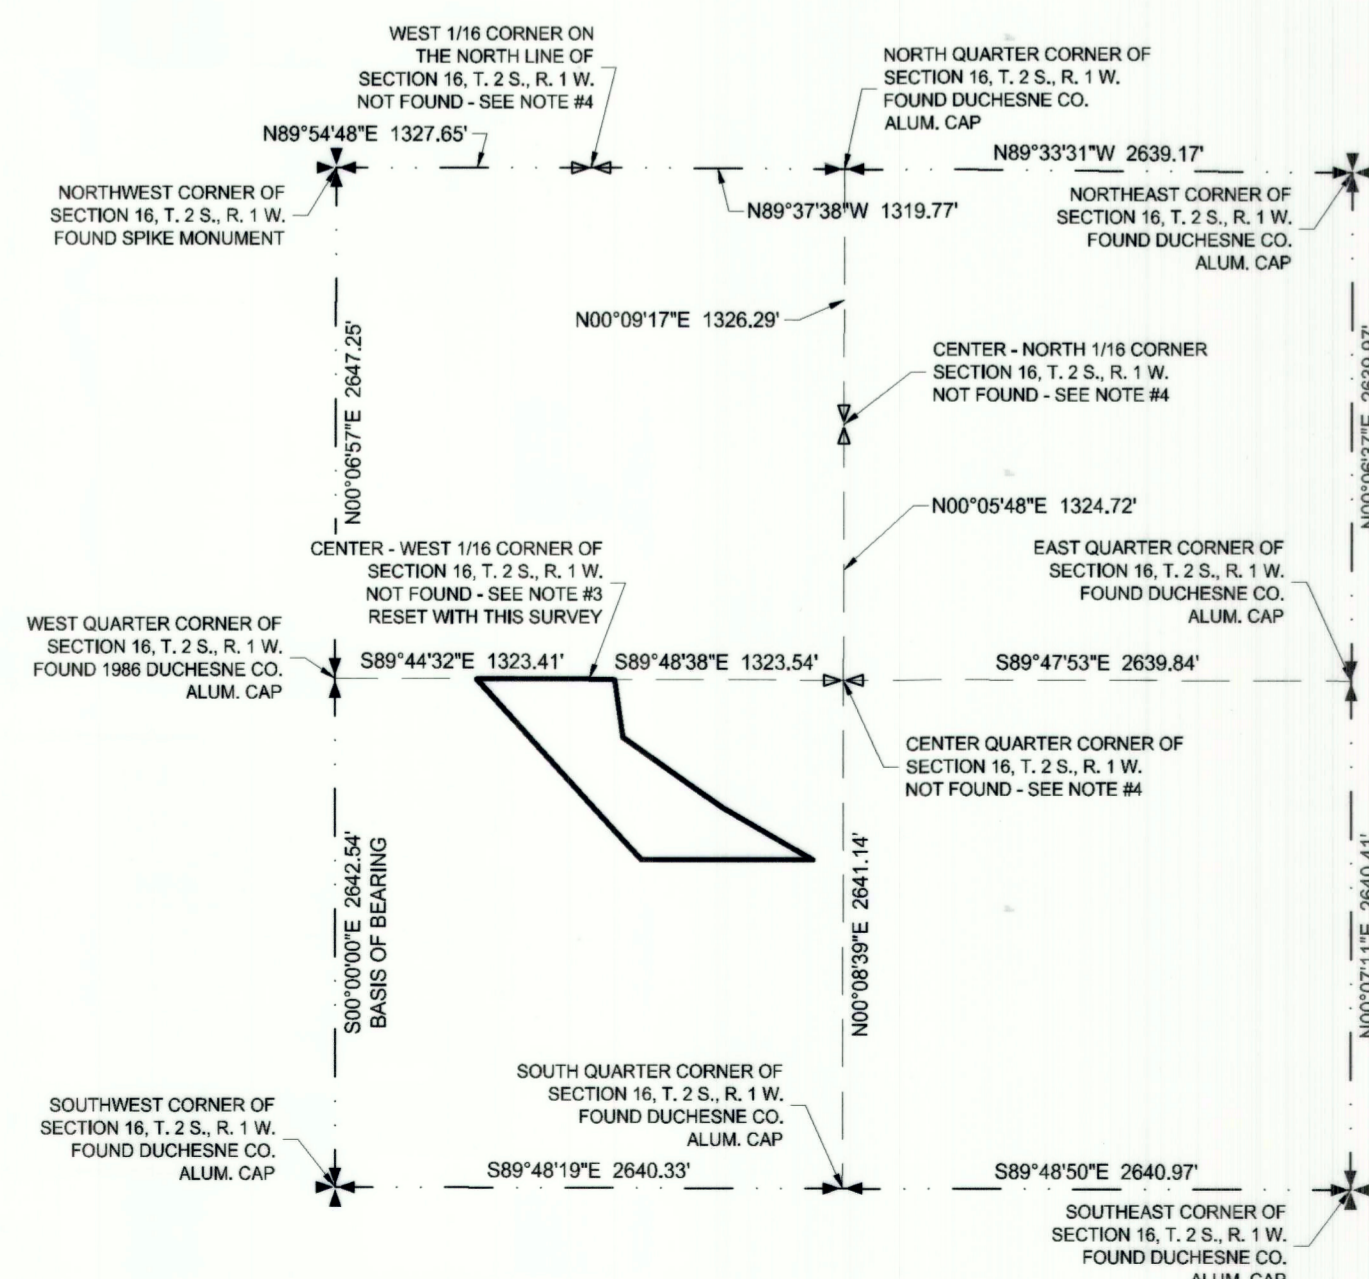 WEST 1/16 CORNER ON
THE NORTH LINE OF
SECTION 16, T. 2 S., R. 1 W.
NOT FOUND - SEE NOTE #4
NORTH QUARTER CORNER OF
SECTION 16, T. 2 S., R. 1 W.
FOUND DUCHESNE CO.
ALUM. CAP
N89°54'48"E 1327.65'
N89°33'31"W 2639.17'
NORTHWEST CORNER OF
SECTION 16, T. 2 S., R. 1 W.
FOUND SPIKE MONUMENT
N89°37'38"W 1319.77'
NORTHEAST CORNER OF
SECTION 16, T. 2 S., R. 1 W.
FOUND DUCHESNE CO.
ALUM. CAP
N00°09'17"E 1326.29'
N00°06'57"E 2647.25'
CENTER - NORTH 1/16 CORNER
SECTION 16, T. 2 S., R. 1 W.
NOT FOUND - SEE NOTE #4
N00°06'37"E 2639.97'
N00°05'48"E 1324.72'
CENTER - WEST 1/16 CORNER OF
SECTION 16, T. 2 S., R. 1 W.
NOT FOUND - SEE NOTE #3
RESET WITH THIS SURVEY
EAST QUARTER CORNER OF
SECTION 16, T. 2 S., R. 1 W.
FOUND DUCHESNE CO.
ALUM. CAP
WEST QUARTER CORNER OF
SECTION 16, T. 2 S., R. 1 W.
FOUND 1986 DUCHESNE CO.
ALUM. CAP
S89°44'32"E 1323.41'
S89°48'38"E 1323.54'
S89°47'53"E 2639.84'
CENTER QUARTER CORNER OF
SECTION 16, T. 2 S., R. 1 W.
NOT FOUND - SEE NOTE #4
S00°00'00"E 2642.54'
BASIS OF BEARING
N00°08'39"E 2641.14'
N00°07'11"E 2640.41'
SOUTH QUARTER CORNER OF
SECTION 16, T. 2 S., R. 1 W.
FOUND DUCHESNE CO.
ALUM. CAP
SOUTHWEST CORNER OF
SECTION 16, T. 2 S., R. 1 W.
FOUND DUCHESNE CO.
ALUM. CAP
S89°48'19"E 2640.33'
S89°48'50"E 2640.97'
SOUTHEAST CORNER OF
SECTION 16, T. 2 S., R. 1 W.
FOUND DUCHESNE CO.
ALUM. CAP